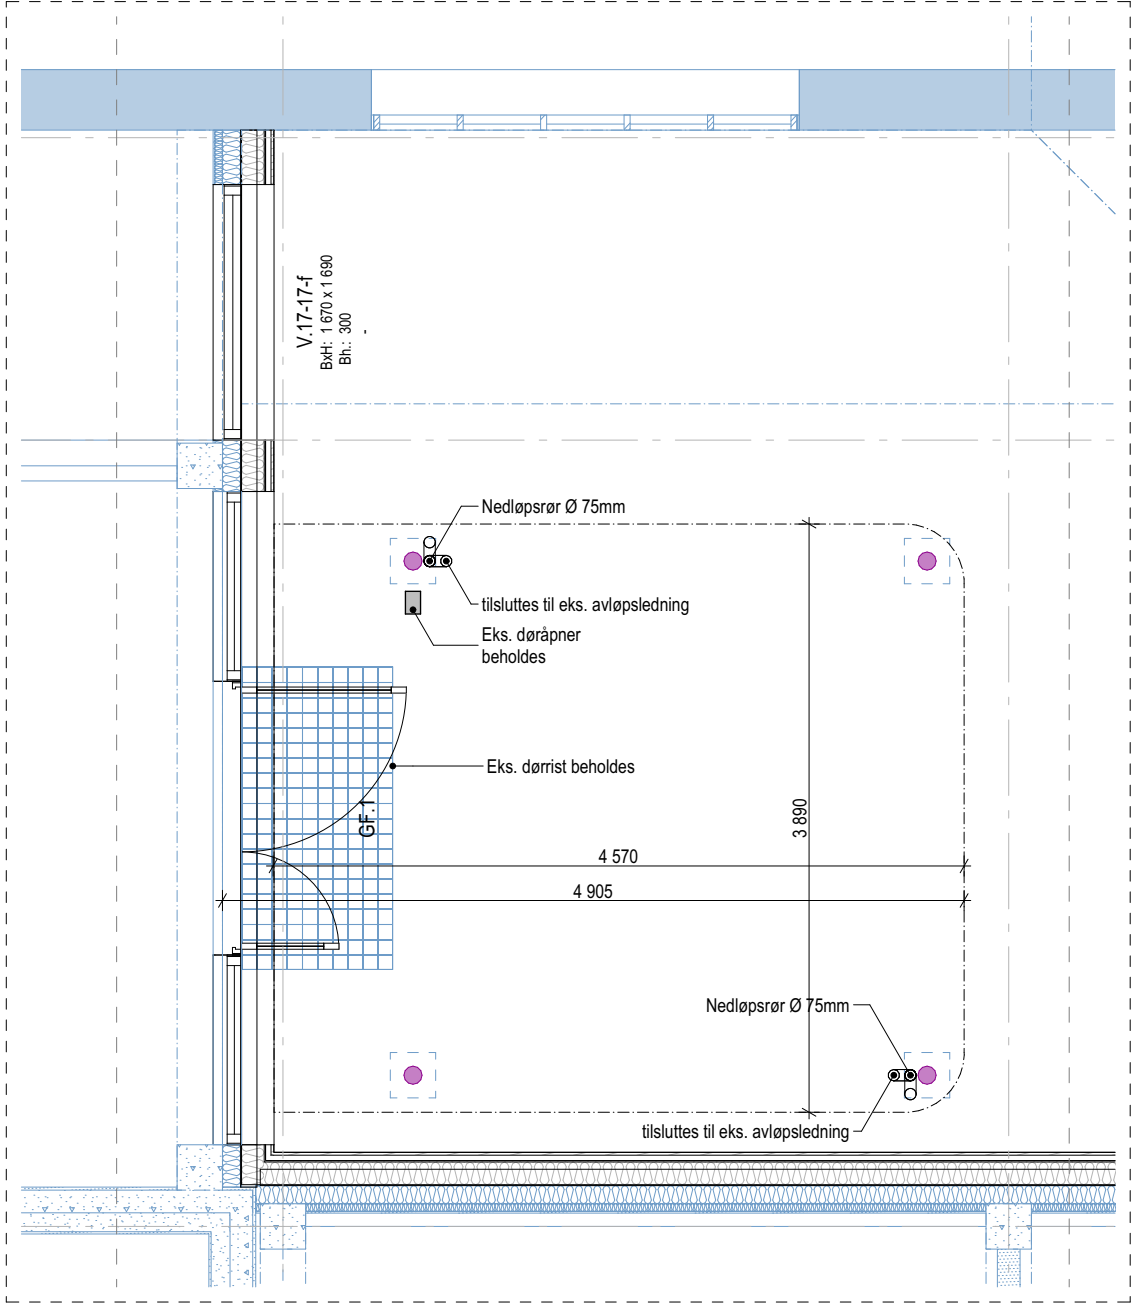 V.17-17-f
BxH: 1 670 x 1 690
Bh.: 300
-
Nedløpsrør Ø 75mm
tilsluttes til eks. avløpsledning
Eks. døråpner
beholdes
Eks. dørrist beholdes
GF.1
3 890
4 570
4 905
Nedløpsrør Ø 75mm
tilsluttes til eks. avløpsledning